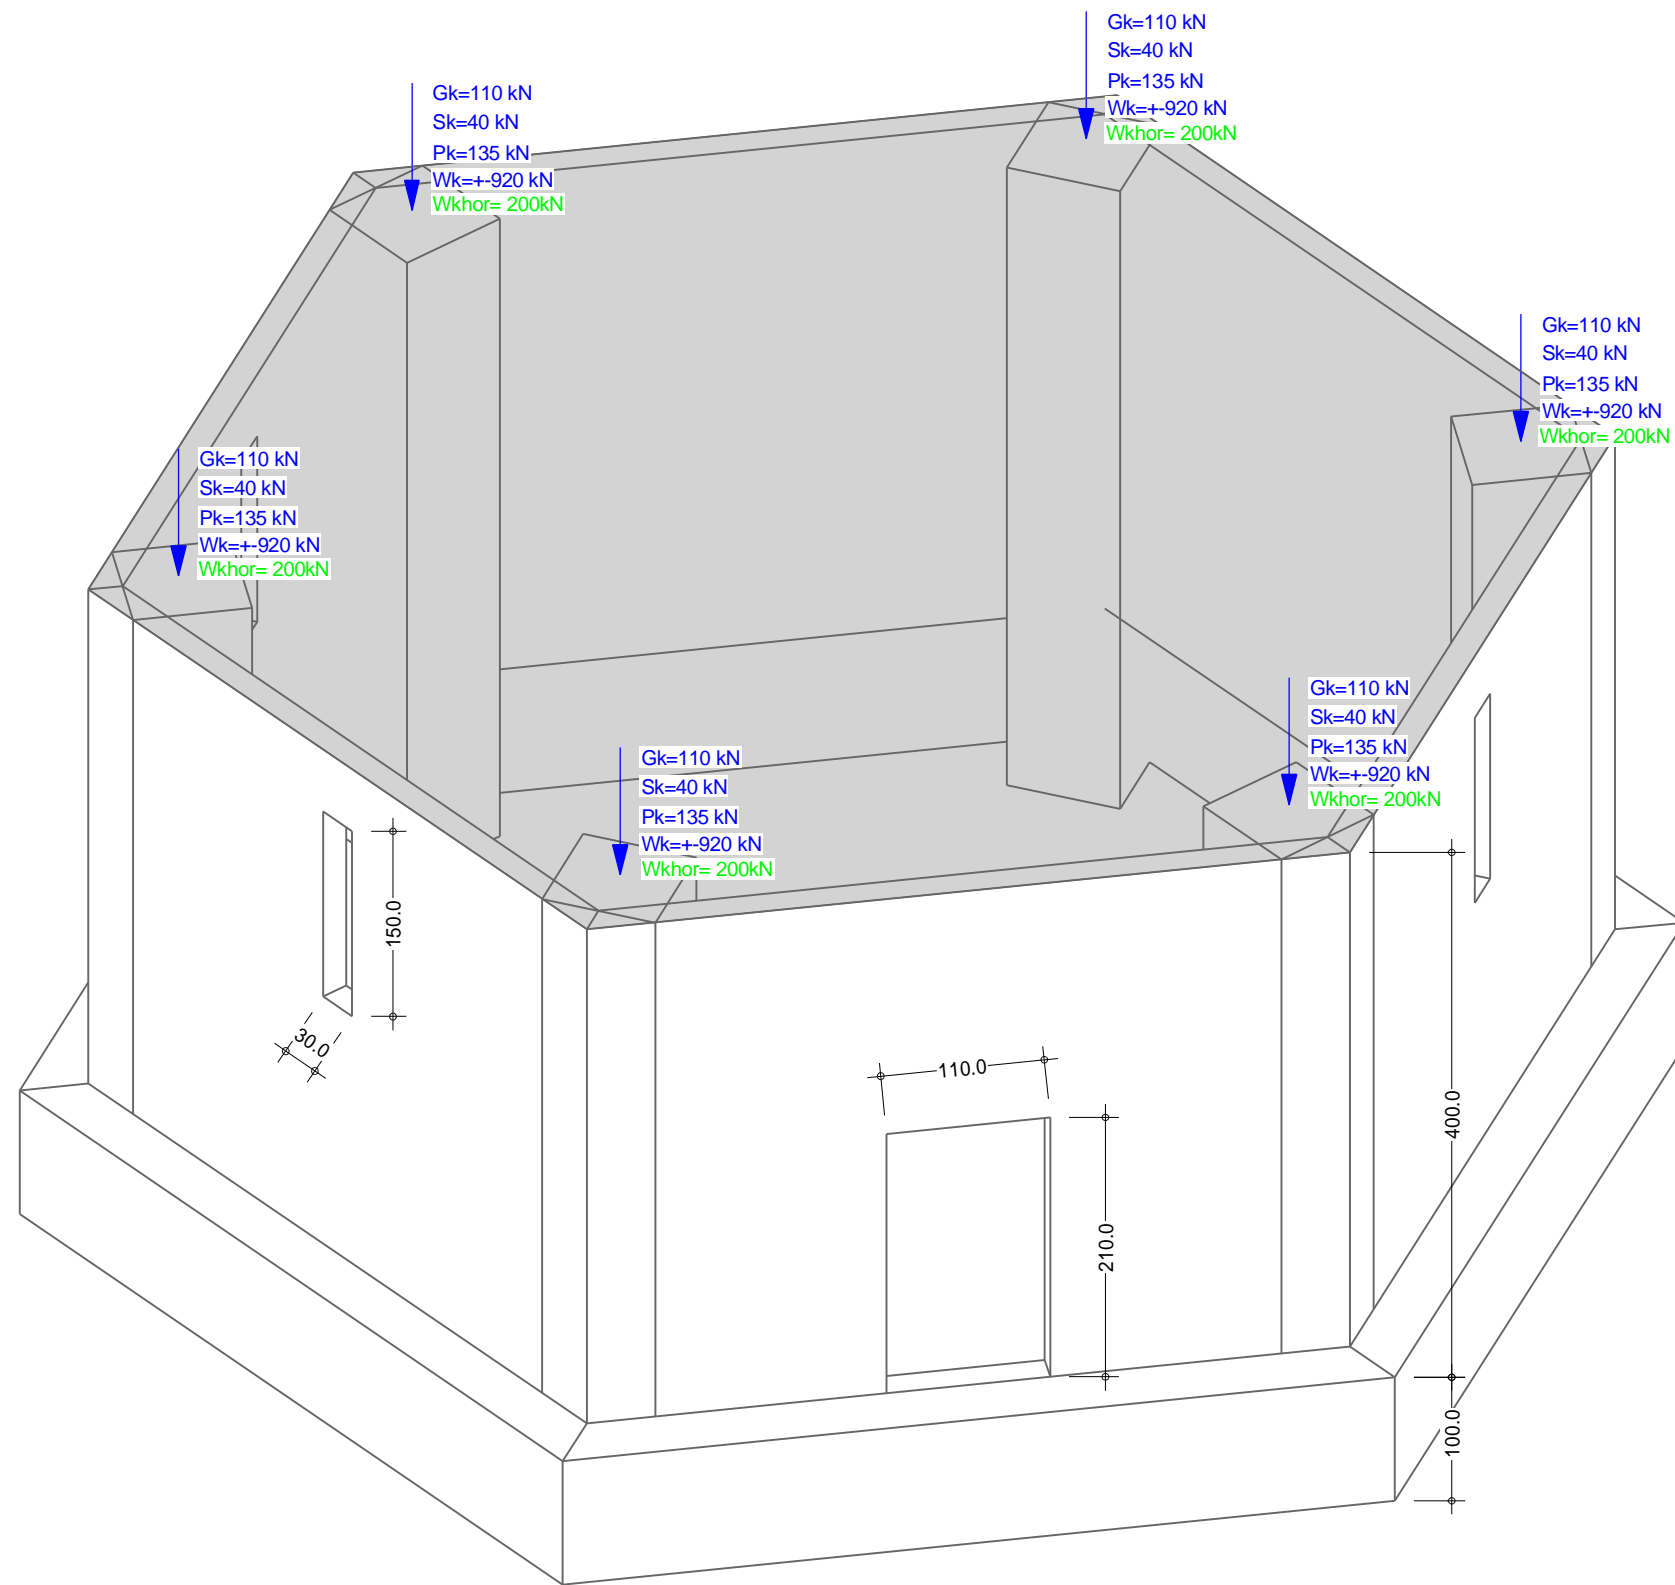 Gk=110 kN
Sk=40 kN
Pk=135 kN
Wk=+-920 kN
Wkhor= 200kN
Gk=110 kN
Sk=40 kN
Pk=135 kN
Wk=+-920 kN
Wkhor= 200kN
Gk=110 kN
Sk=40 kN
Pk=135 kN
Wk=+-920 kN
Wkhor= 200kN
Gk=110 kN
Sk=40 kN
Pk=135 kN
Wk=+-920 kN
Wkhor= 200kN
Gk=110 kN
Sk=40 kN
Pk=135 kN
Wk=+-920 kN
Wkhor= 200kN
Gk=110 kN
Sk=40 kN
Pk=135 kN
Wk=+-920 kN
Wkhor= 200kN
150.0
30.0
110.0
210.0
400.0
100.0